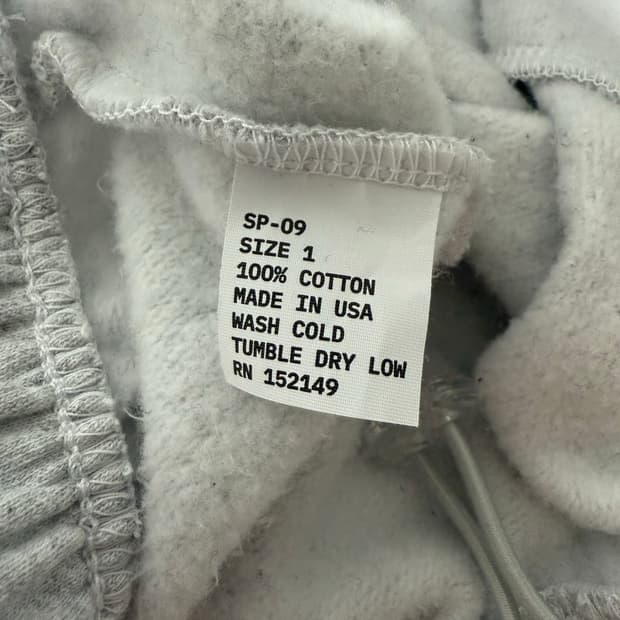 SP-09
SIZE 1
100% COTTON
MADE IN USA
WASH COLD
TUMBLE DRY LOW
RN 152149